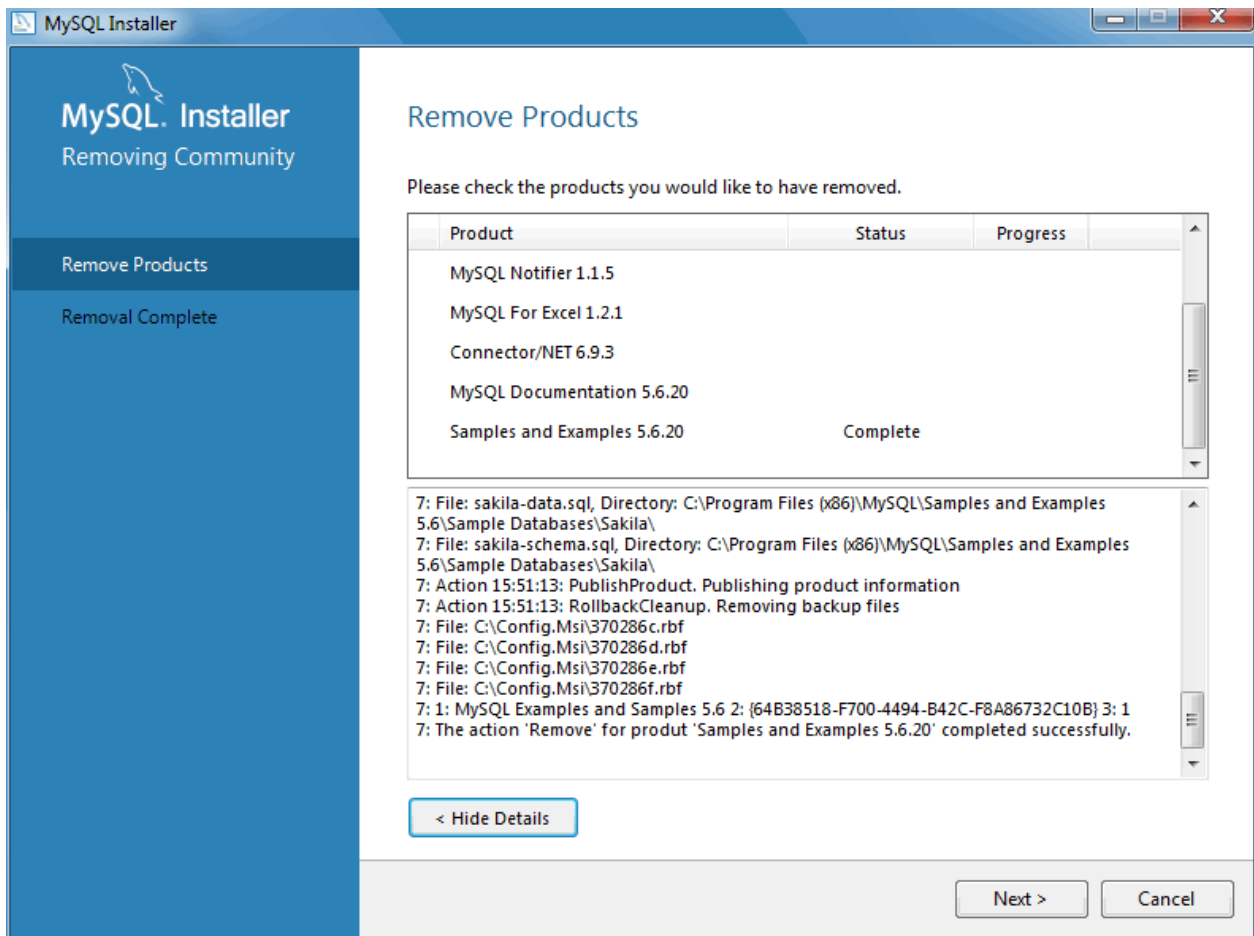 MySQL Installer
MySQL. Installer
Removing Community
Remove Products
Removal Complete
Remove Products
Please check the products you would like to have removed.
Product Status Progress
MySQL Notifier 1.1.5
MySQL For Excel 1.2.1
Connector/NET 6.9.3
MySQL Documentation 5.6.20
Samples and Examples 5.6.20 Complete
7: File: sakila-data.sql, Directory: C:\Program Files (x86)\MySQL\Samples and Examples
5.6\Sample Databases\Sakila\
7: File: sakila-schema.sql, Directory: C:\Program Files (x86)\MySQL\Samples and Examples
5.6\Sample Databases\Sakila\
7: Action 15:51:13: PublishProduct. Publishing product information
7: Action 15:51:13: RollbackCleanup. Removing backup files
7: File: C:\Config.Msi\370286c.rbf
7: File: C:\Config.Msi\370286d.rbf
7: File: C:\Config.Msi\370286e.rbf
7: File: C:\Config.Msi\370286f.rbf
7: 1: MySQL Examples and Samples 5.6 2: {64B38518-F700-4494-B42C-F8A86732C10B} 3: 1
7: The action 'Remove' for produt 'Samples and Examples 5.6.20' completed successfully.
< Hide Details
Next >
Cancel